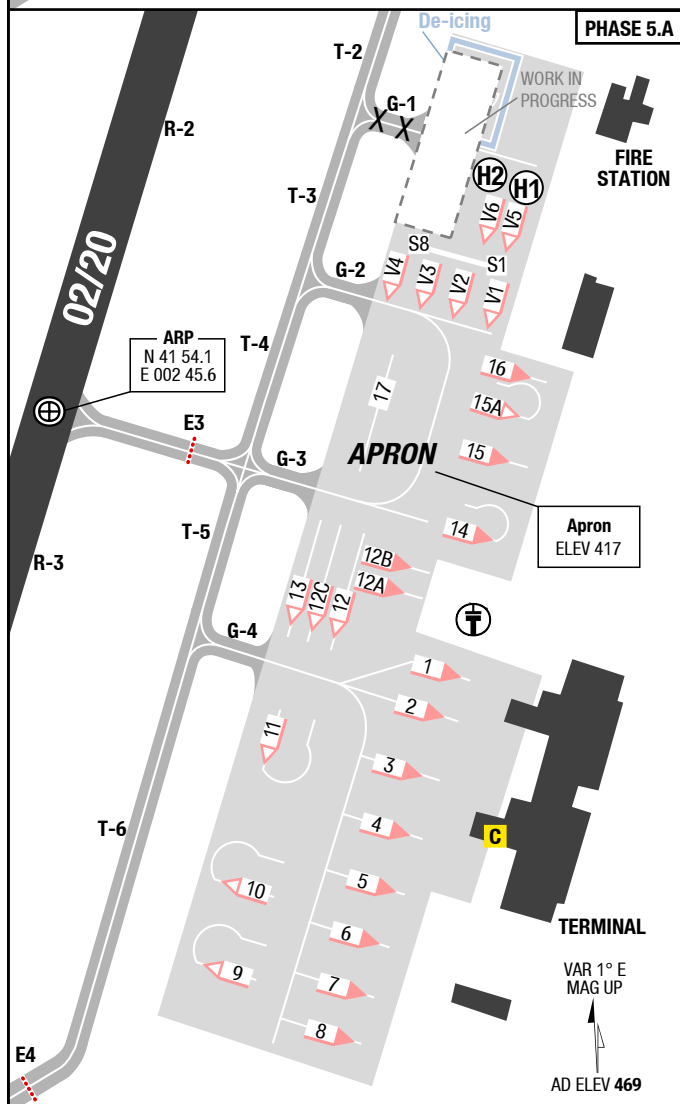 De-icing
PHASE 5.A
T-2
G-1
WORK IN
PROGRESS
R-2
FIRE
STATION
H2
H1
T-3
V6
V5
S8
S1
G-2
V4
V3
V2
V1
02/20
T-4
ARP
N 41 54.1
E 002 45.6
16
17
15A
E3
15
G-3
APRON
T-5
14
Apron
ELEV 417
R-3
12B
12A
13
12C
12
G-4
1
2
11
3
T-6
4
C
5
10
6
TERMINAL
9
7
VAR 1° E
MAG UP
8
E4
AD ELEV 469